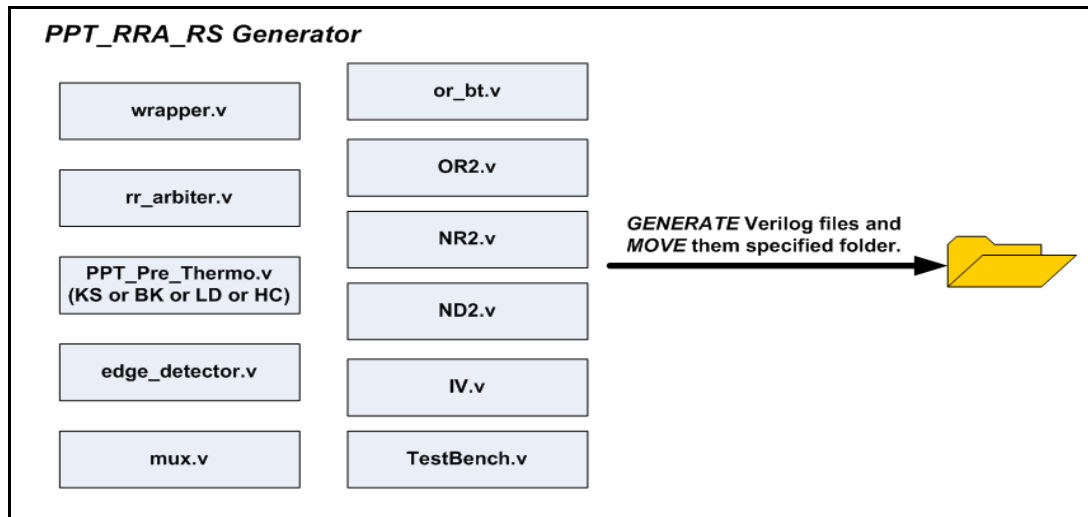 PPT_RRA_RS Generator
wrapper.v
rr_arbiter.v
PPT_Pre_Thermo.v
(KS or BK or LD or HC)
edge_detector.v
mux.v
or_bt.v
OR2.v
NR2.v
ND2.v
IV.v
TestBench.v
GENERATE Verilog files and
MOVE them specified folder.